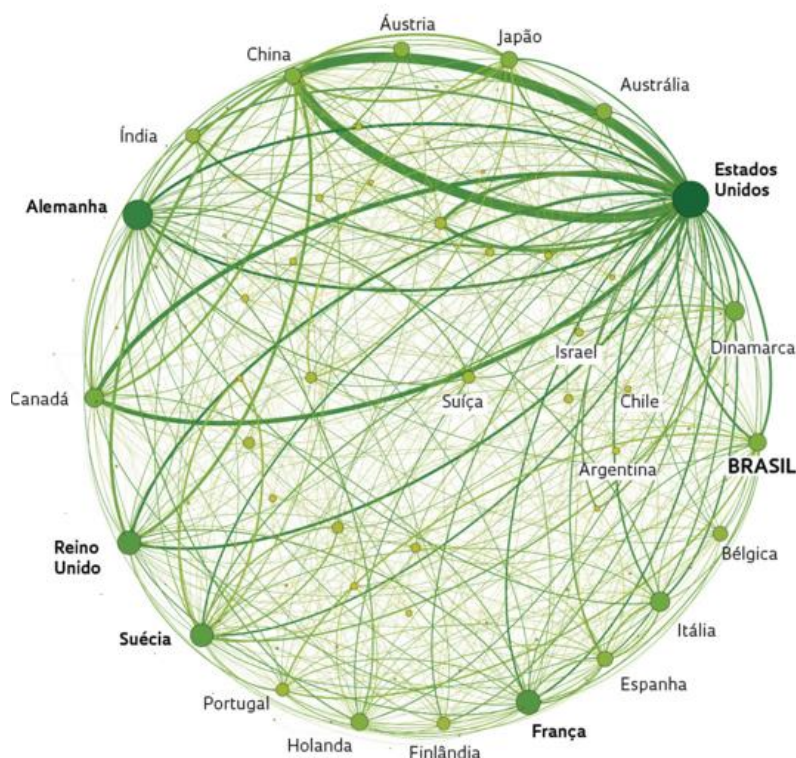 Áustria
Japão
China
Austrália
Índia
Estados
Unidos
Alemanha
Dinamarca
Israel
Canadá
Suíça
Chile
BRASIL
Argentina
Bélgica
Reino
Unido
Itália
Suécia
Espanha
Portugal
França
Holanda
Finlândia